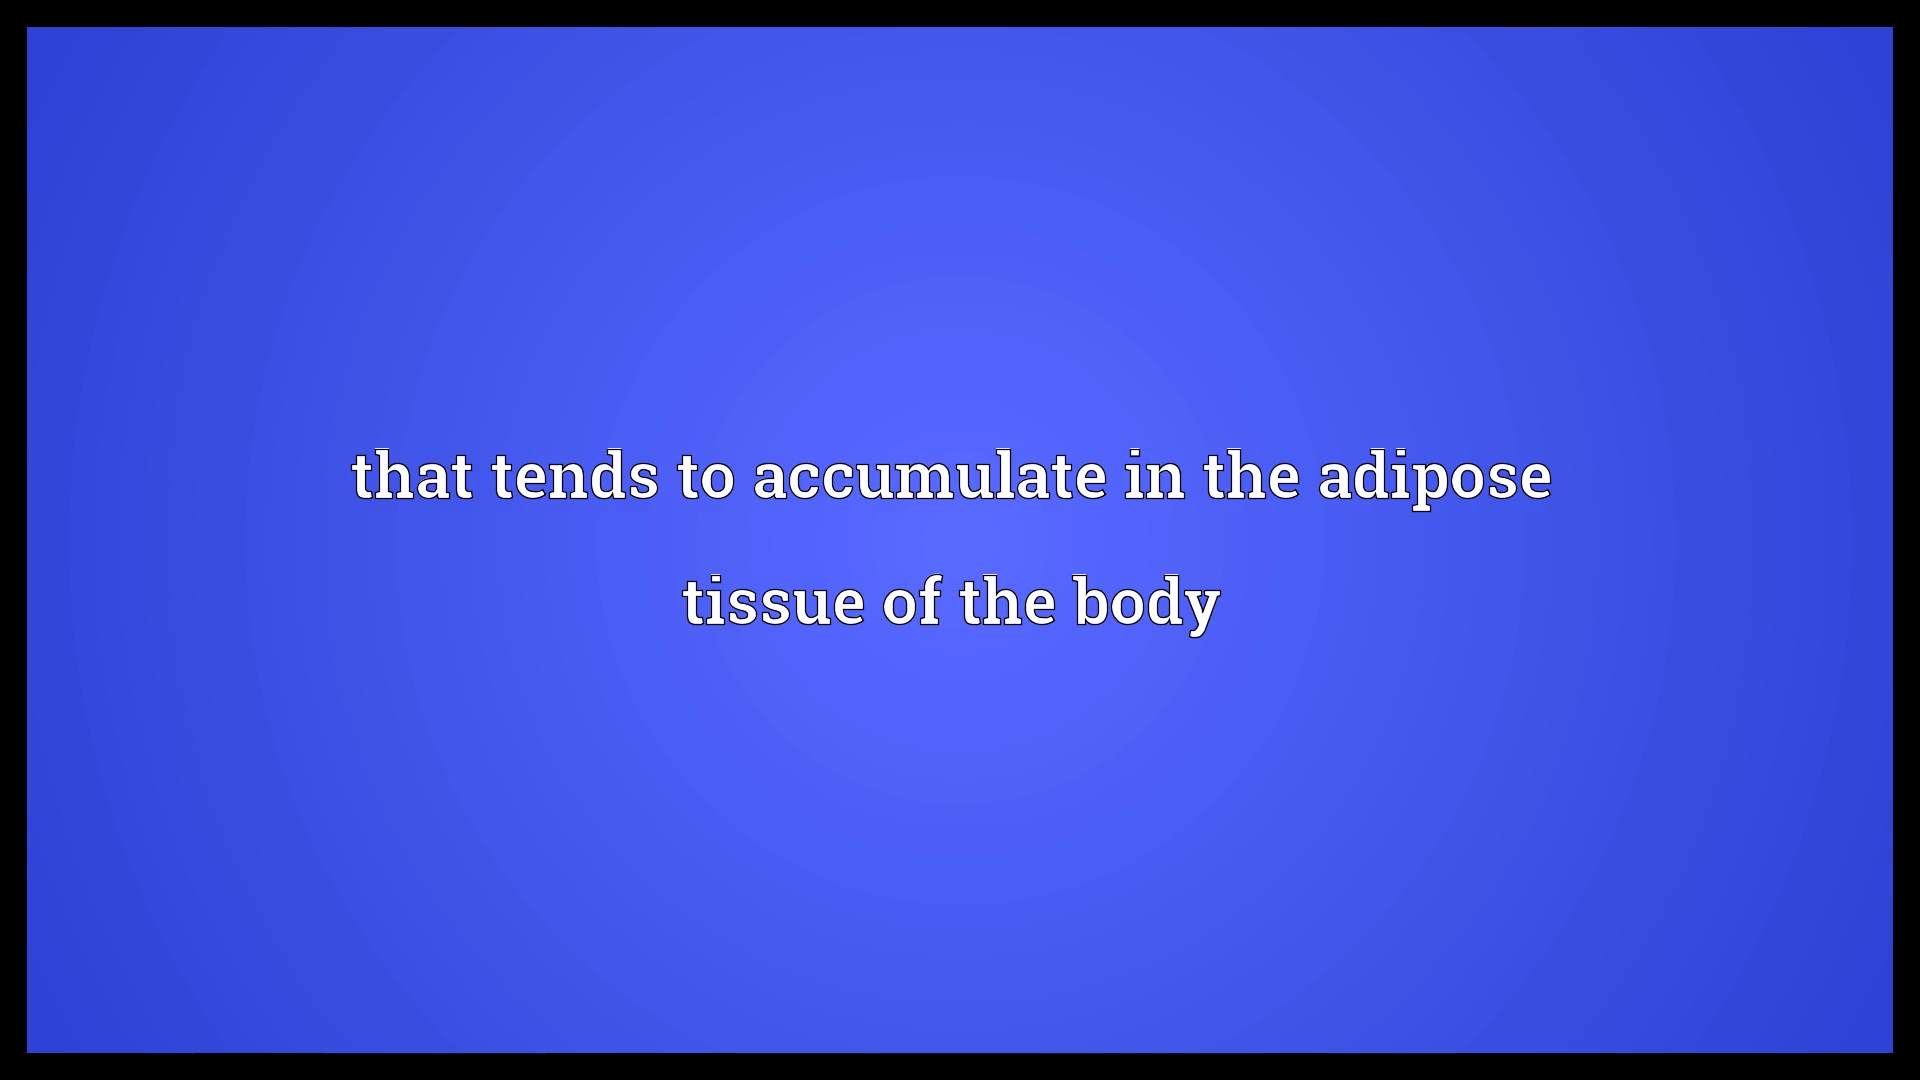 that tends to accumulate in the adipose
tissue of the body